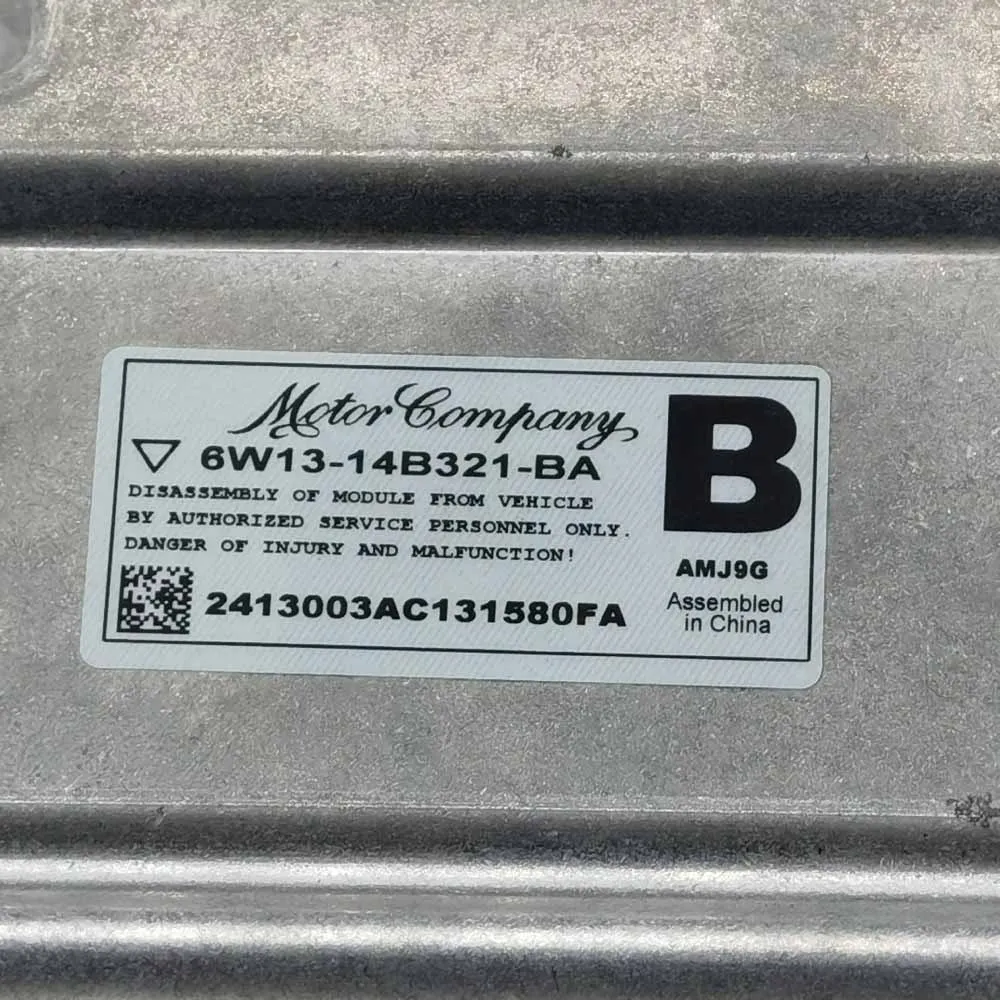 Motor Company
6W13-14B321-BA
DISASSEMBLY OF MODULE FROM VEHICLE
BY AUTHORIZED SERVICE PERSONNEL ONLY.
DANGER OF INJURY AND MALFUNCTION!
2413003AC131580FA
B
AMJ9G
Assembled
in China